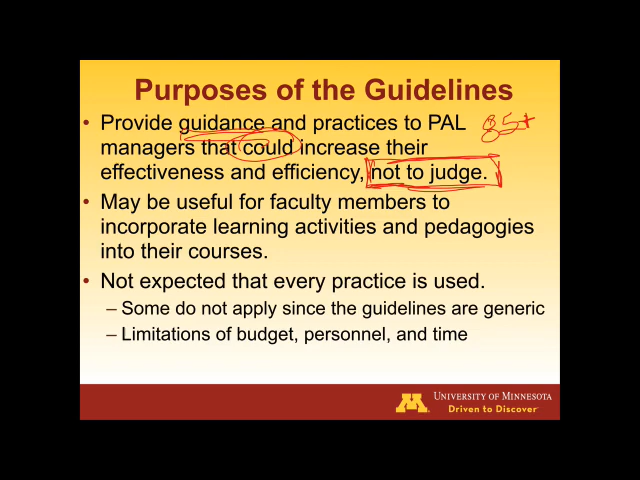 Purposes of the Guidelines
• Provide guidance and practices to PAL 85+
managers that could increase their
effectiveness and efficiency, not to judge.
• May be useful for faculty members to
incorporate learning activities and pedagogies
into their courses.
• Not expected that every practice is used.
– Some do not apply since the guidelines are generic
– Limitations of budget, personnel, and time
M UNIVERSITY OF MINNESOTA
Driven to Discover℠